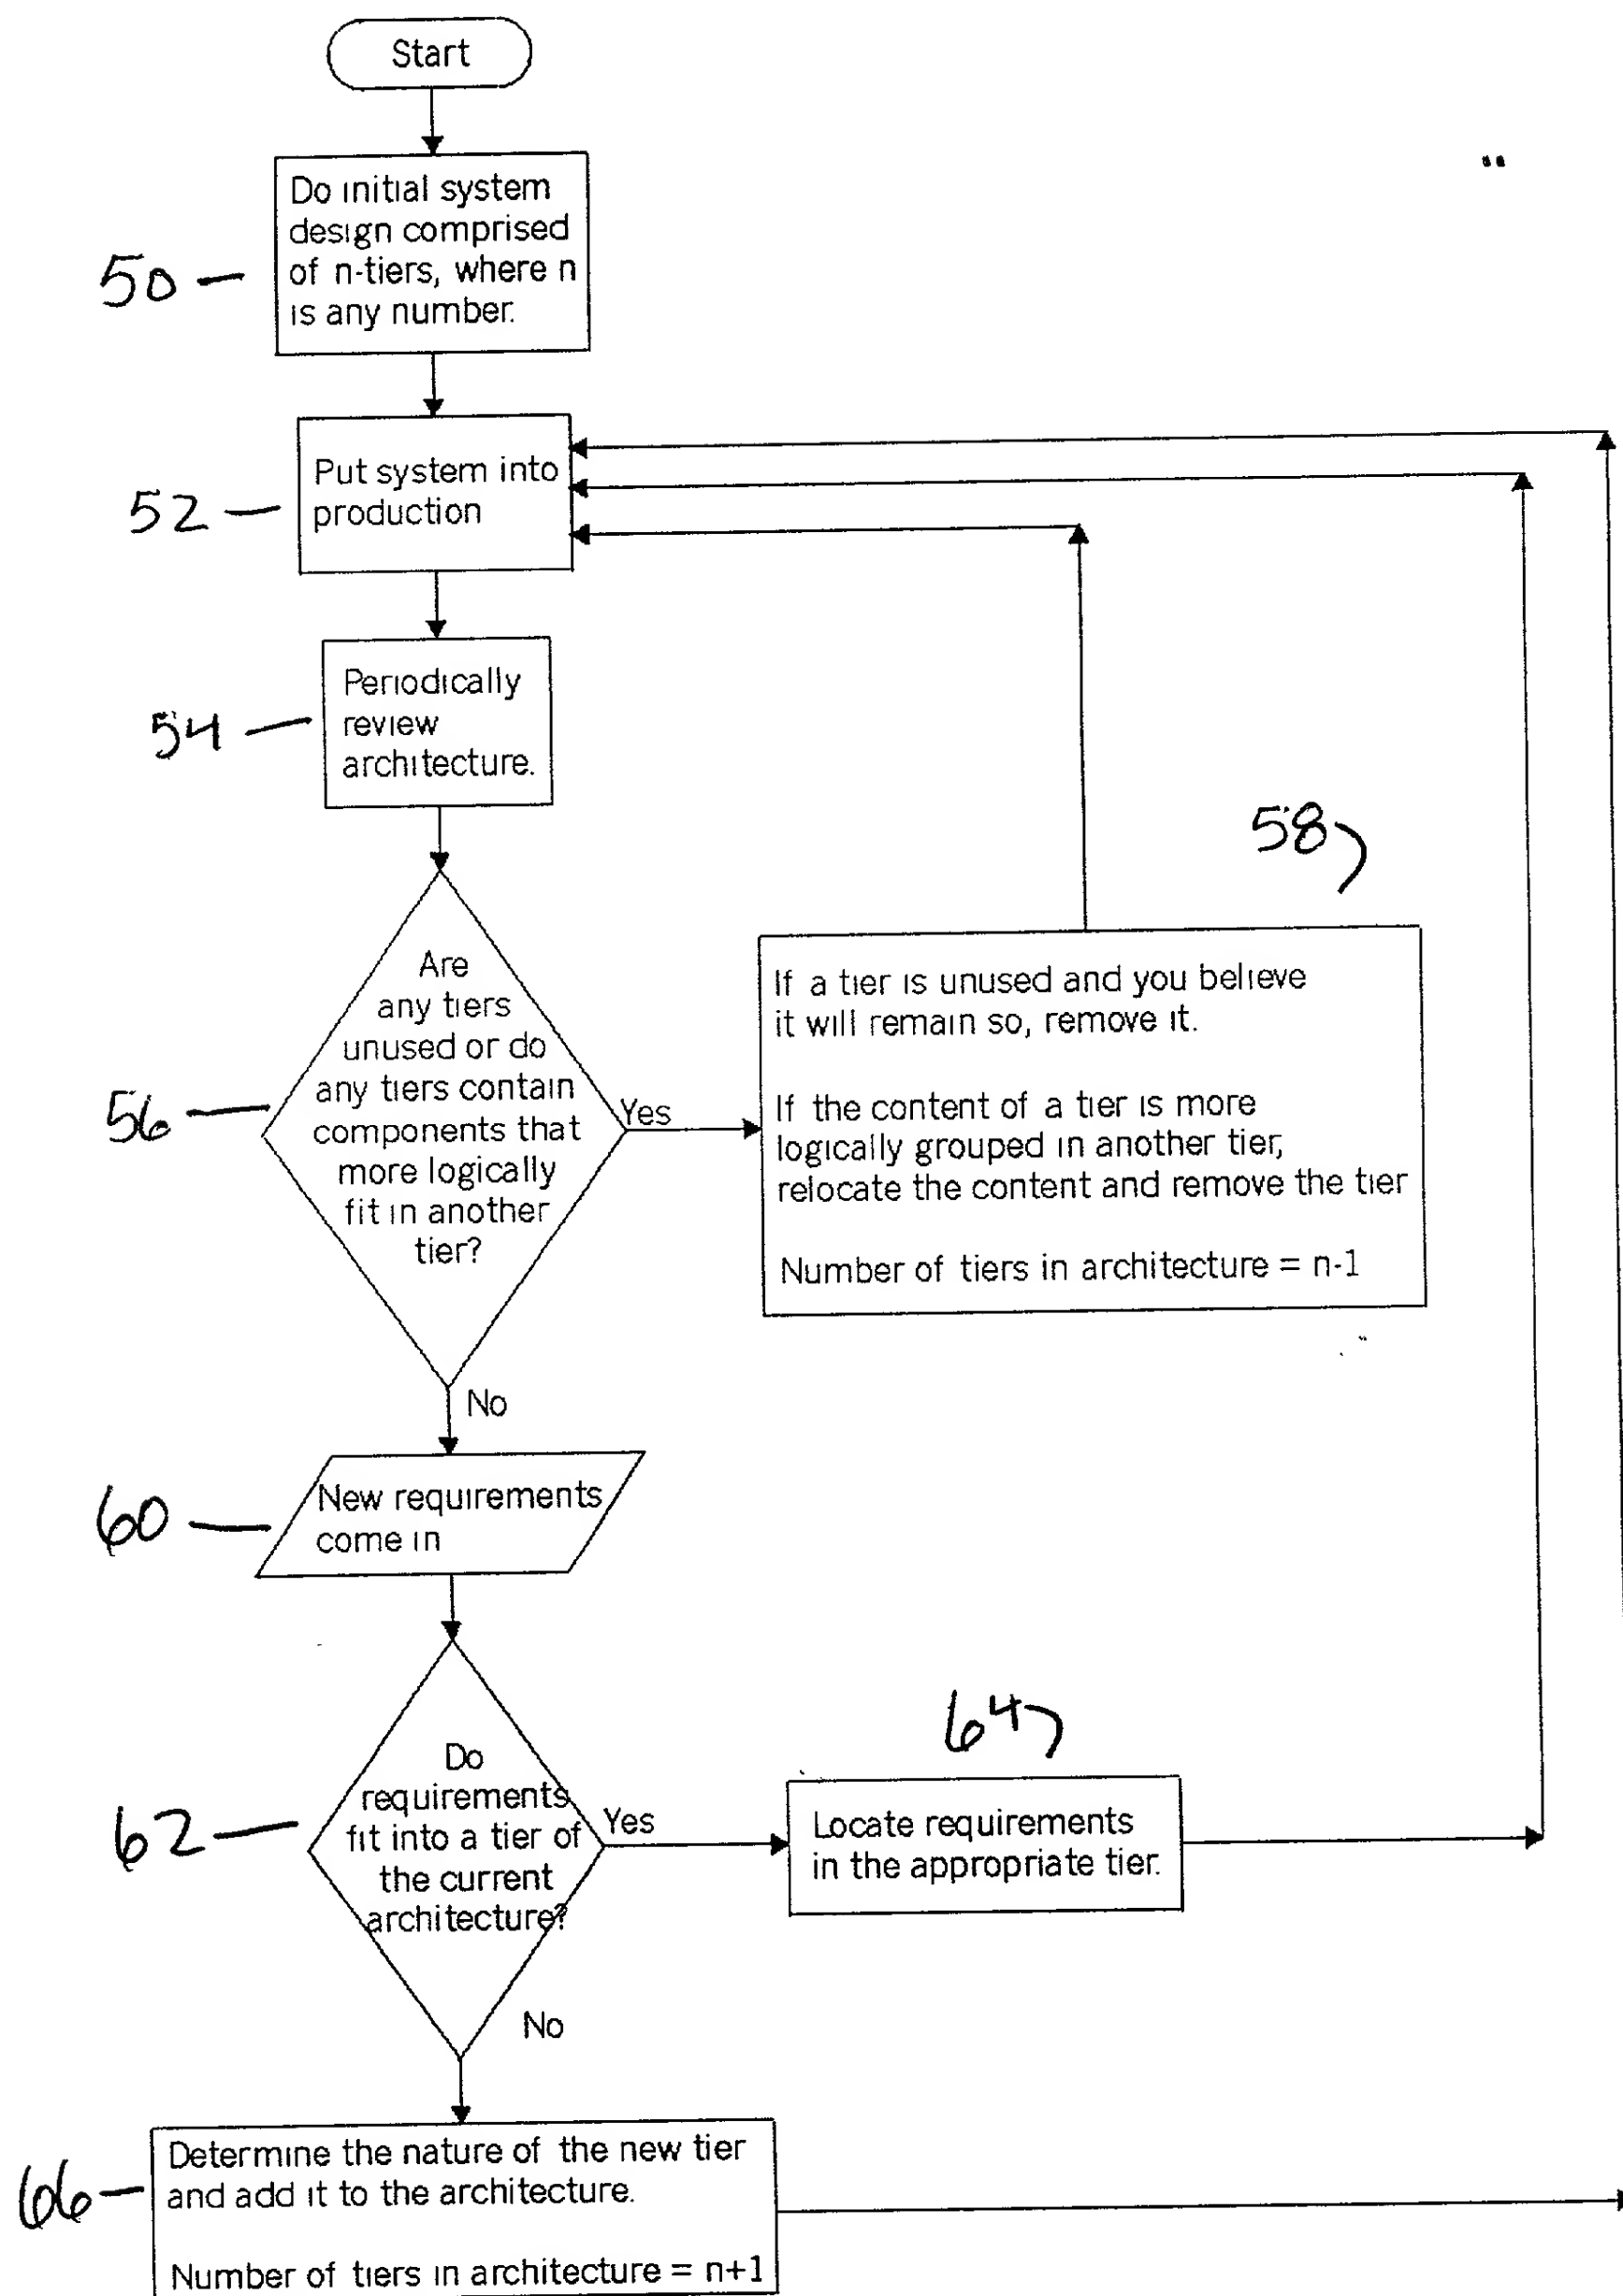 Start
Do initial system
design comprised
of n-tiers, where n
is any number.
50
Put system into
production
52
Periodically
review
architecture.
54
58
Are
any tiers
unused or do
any tiers contain
components that
more logically
fit in another
tier?
56
Yes
If a tier is unused and you believe
it will remain so, remove it.
If the content of a tier is more
logically grouped in another tier,
relocate the content and remove the tier
Number of tiers in architecture = n-1
No
New requirements
come in
60
64
Do
requirements
fit into a tier of
the current
architecture?
62
Yes
Locate requirements
in the appropriate tier.
No
Determine the nature of the new tier
and add it to the architecture.
Number of tiers in architecture = n+1
66